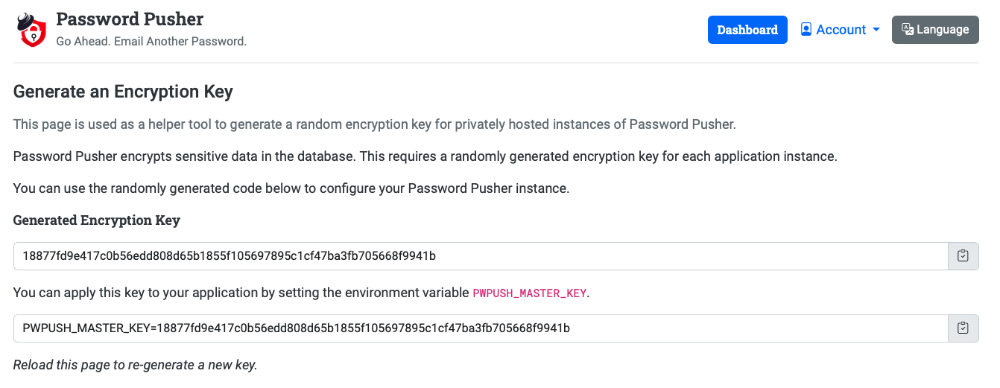 Password Pusher
Go Ahead. Email Another Password.
Dashboard
Account
Language
Generate an Encryption Key
This page is used as a helper tool to generate a random encryption key for privately hosted instances of Password Pusher.
Password Pusher encrypts sensitive data in the database. This requires a randomly generated encryption key for each application instance.
You can use the randomly generated code below to configure your Password Pusher instance.
Generated Encryption Key
18877fd9e417c0b56edd808d65b1855f105697895c1cf47ba3fb705668f9941b
You can apply this key to your application by setting the environment variable PWPUSH_MASTER_KEY.
PWPUSH_MASTER_KEY=18877fd9e417c0b56edd808d65b1855f105697895c1cf47ba3fb705668f9941b
Reload this page to re-generate a new key.